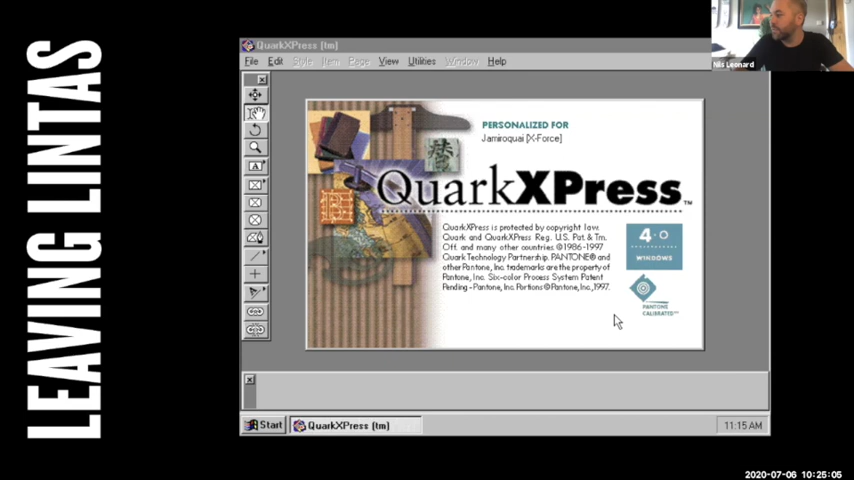 LEAVING LINTAS
QuarkXPress (tm)
File Edit Style Item Page View Utilities Window Help
Nils Leonard
PERSONALIZED FOR
Jamiroquai [X-Force]
QuarkXPress™
QuarkXPress is protected by copyright law.
Quark and QuarkXPress Reg. U.S. Pat. & Tm.
Off. and many other countries. ©1986-1997
Quark Technology Partnership. PANTONE® and
other Pantone, Inc. trademarks are the property of
Pantone, Inc. Six-color Process System Patent
Pending - Pantone, Inc. Portions ©Pantone, Inc., 1997.
4.0
WINDOWS
PANTONE
CALIBRATED™
Start QuarkXPress (tm) 11:15 AM
2020-07-06 10:25:05